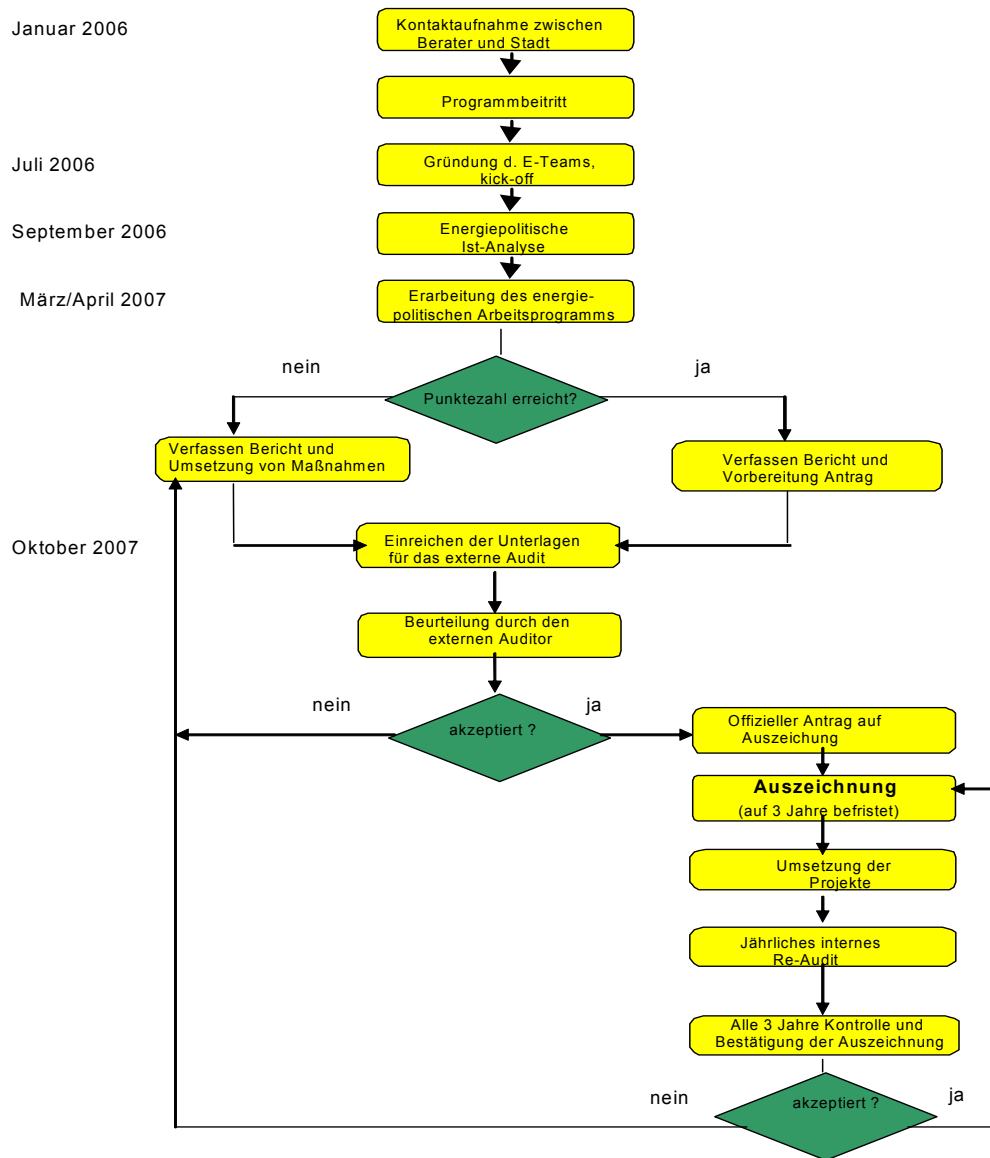 Januar 2006
Kontaktaufnahme zwischen
Berater und Stadt
Programmbeitritt
Juli 2006
Gründung d. E-Teams,
kick-off
September 2006
Energiepolitische
Ist-Analyse
März/April 2007
Erarbeitung des energie-
politischen Arbeitsprogramms
nein
ja
Punktezahl erreicht?
Verfassen Bericht und
Umsetzung von Maßnahmen
Verfassen Bericht und
Vorbereitung Antrag
Oktober 2007
Einreichen der Unterlagen
für das externe Audit
Beurteilung durch den
externen Auditor
nein
ja
akzeptiert ?
Offizieller Antrag auf
Auszeichung
Auszeichnung
(auf 3 Jahre befristet)
Umsetzung der
Projekte
Jährliches internes
Re-Audit
Alle 3 Jahre Kontrolle und
Bestätigung der Auszeichnung
nein
akzeptiert ?
ja